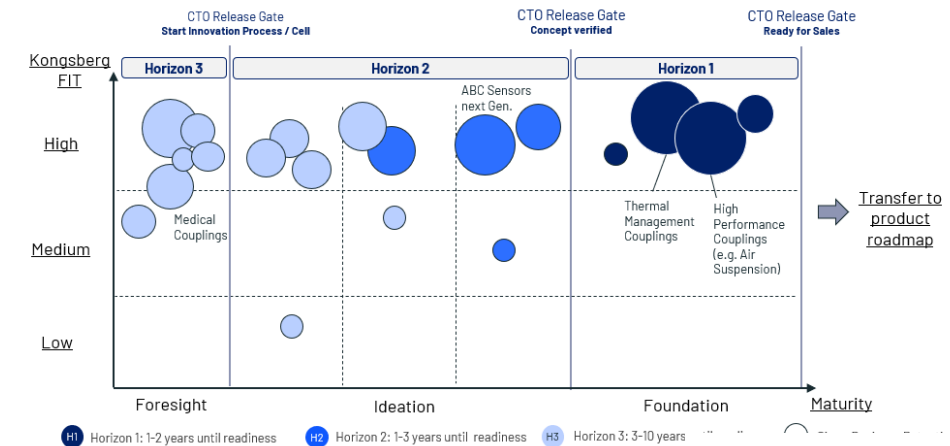 CTO Release Gate
Start Innovation Process / Cell
CTO Release Gate
Concept verified
CTO Release Gate
Ready for Sales
Kongsberg
FIT
Horizon 3
Horizon 2
Horizon 1
High
Medium
Low
ABC Sensors
next Gen.
Medical
Couplings
Thermal
Management
Couplings
High
Performance
Couplings
(e.g. Air
Suspension)
Transfer to
product
roadmap
Foresight
Ideation
Foundation
Maturity
H1 Horizon 1: 1-2 years until readiness
H2 Horizon 2: 1-3 years until readiness
H3 Horizon 3: 3-10 years